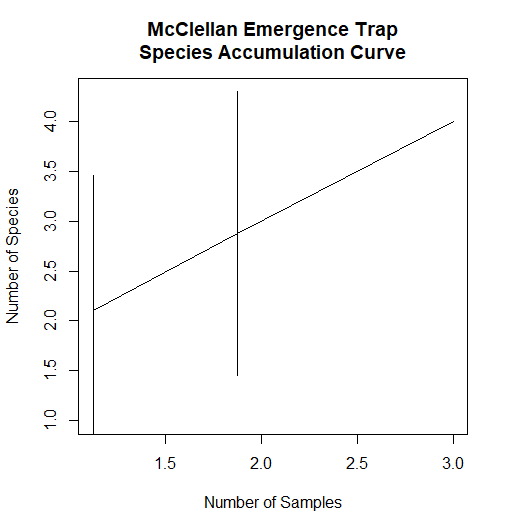 McClellan Emergence Trap
Species Accumulation Curve
Number of Species
4.0
3.5
3.0
2.5
2.0
1.5
1.0
1.5
2.0
2.5
3.0
Number of Samples